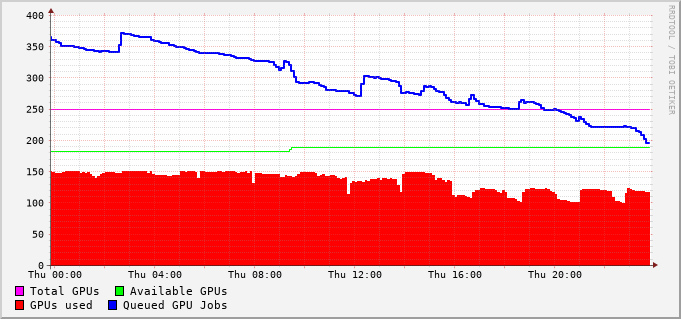 400
350
300
250
200
150
100
50
0
Thu 00:00 Thu 04:00 Thu 08:00 Thu 12:00 Thu 16:00 Thu 20:00
Total GPUs Available GPUs
GPUs used Queued GPU Jobs
RRDTOOL / TOBI OETIKER